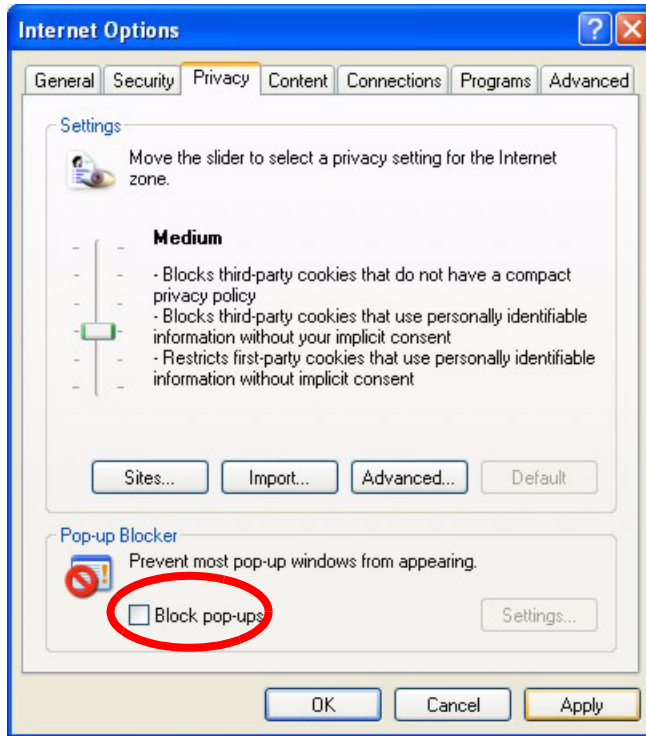 Internet Options
General Security Privacy Content Connections Programs Advanced
Settings
Move the slider to select a privacy setting for the Internet
zone.
Medium
- Blocks third-party cookies that do not have a compact
privacy policy
- Blocks third-party cookies that use personally identifiable
information without your implicit consent
- Restricts first-party cookies that use personally identifiable
information without implicit consent
Sites... Import... Advanced... Default
Pop-up Blocker
Prevent most pop-up windows from appearing.
Block pop-ups Settings...
OK Cancel Apply